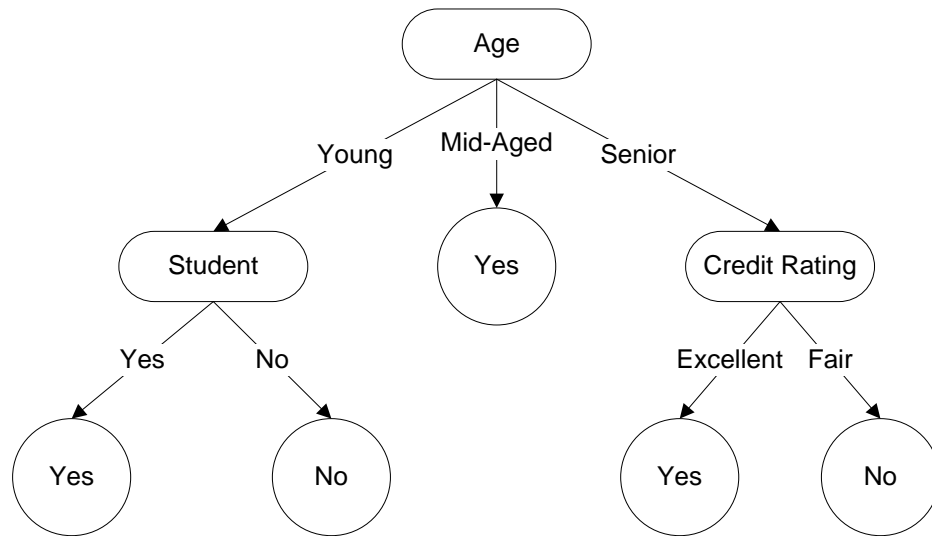 Age
Young
Mid-Aged
Senior
Student
Yes
Credit Rating
Yes
No
Excellent
Fair
Yes
No
Yes
No